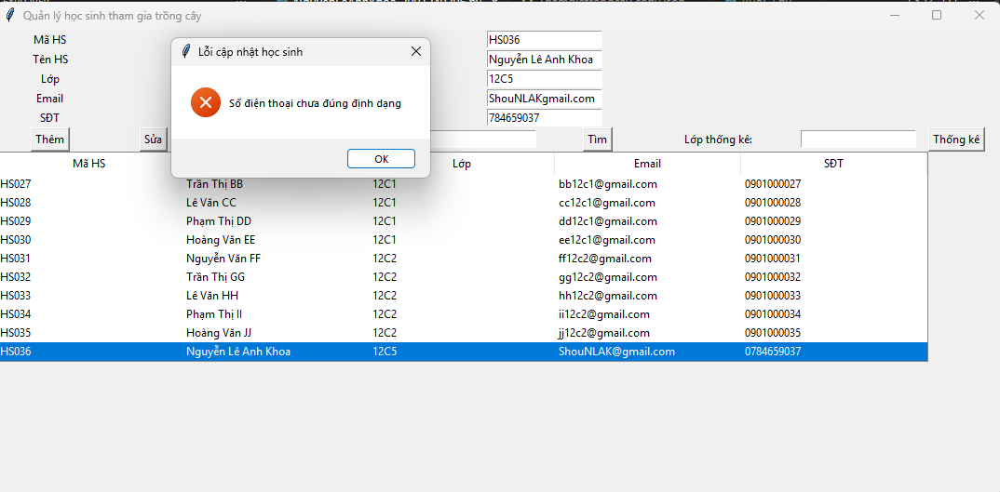 Quản lý học sinh tham gia trồng cây
Mã HS HS036
Lỗi cập nhật học sinh
Tên HS Nguyễn Lê Anh Khoa
Lớp 12C5
Email ShouNLAKgmail.com
Số điện thoại chưa đúng định dạng
SĐT 784659037
Thêm Sửa Tìm Lớp thống kê: Thống kê
OK
Mã HS Lớp Email SĐT
HS027 Trần Thị BB 12C1 bb12c1@gmail.com 0901000027
HS028 Lê Văn CC 12C1 cc12c1@gmail.com 0901000028
HS029 Phạm Thị DD 12C1 dd12c1@gmail.com 0901000029
HS030 Hoàng Văn EE 12C1 ee12c1@gmail.com 0901000030
HS031 Nguyễn Văn FF 12C2 ff12c2@gmail.com 0901000031
HS032 Trần Thị GG 12C2 gg12c2@gmail.com 0901000032
HS033 Lê Văn HH 12C2 hh12c2@gmail.com 0901000033
HS034 Phạm Thị II 12C2 ii12c2@gmail.com 0901000034
HS035 Hoàng Văn JJ 12C2 jj12c2@gmail.com 0901000035
HS036 Nguyễn Lê Anh Khoa 12C5 ShouNLAK@gmail.com 0784659037